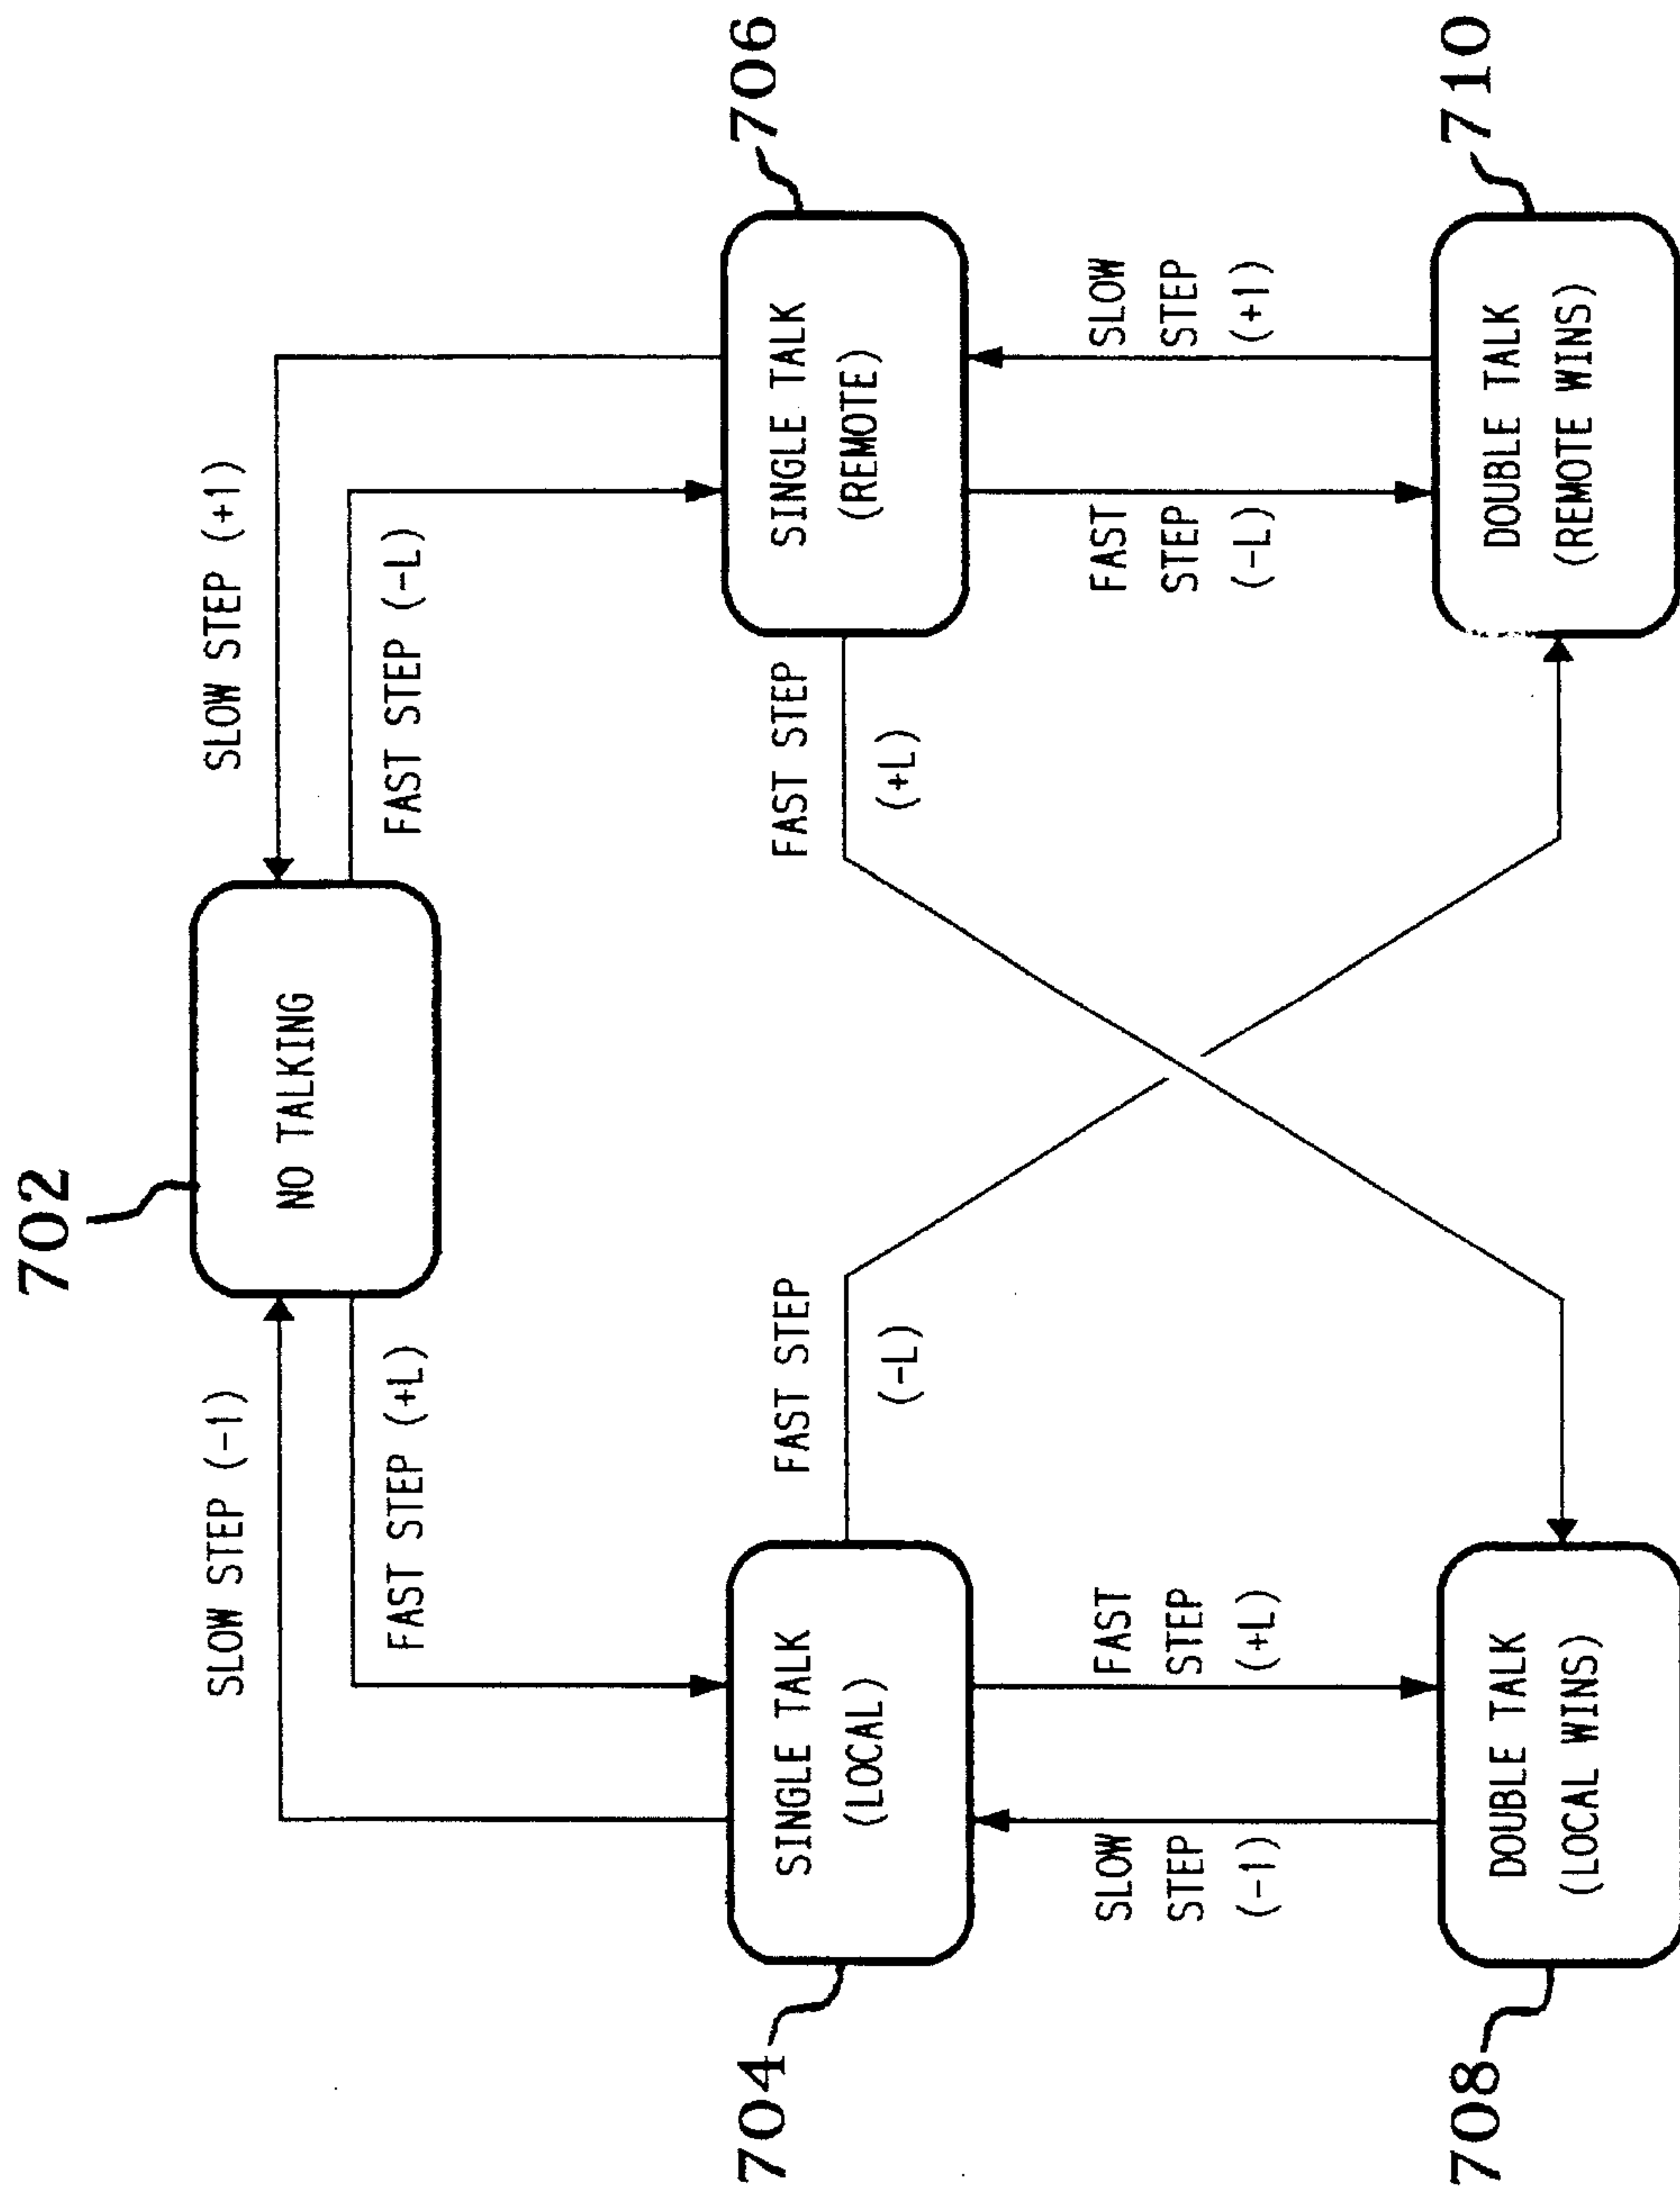 702
NO TALKING
SLOW STEP (-1)
SLOW STEP (+1)
FAST STEP (+L)
FAST STEP (-L)
704
SINGLE TALK
(LOCAL)
FAST STEP
(-L)
FAST STEP
(+L)
SINGLE TALK
(REMOTE)
706
SLOW
STEP
(-1)
FAST
STEP
(+L)
FAST
STEP
(-L)
SLOW
STEP
(+1)
708
DOUBLE TALK
(LOCAL WINS)
DOUBLE TALK
(REMOTE WINS)
710